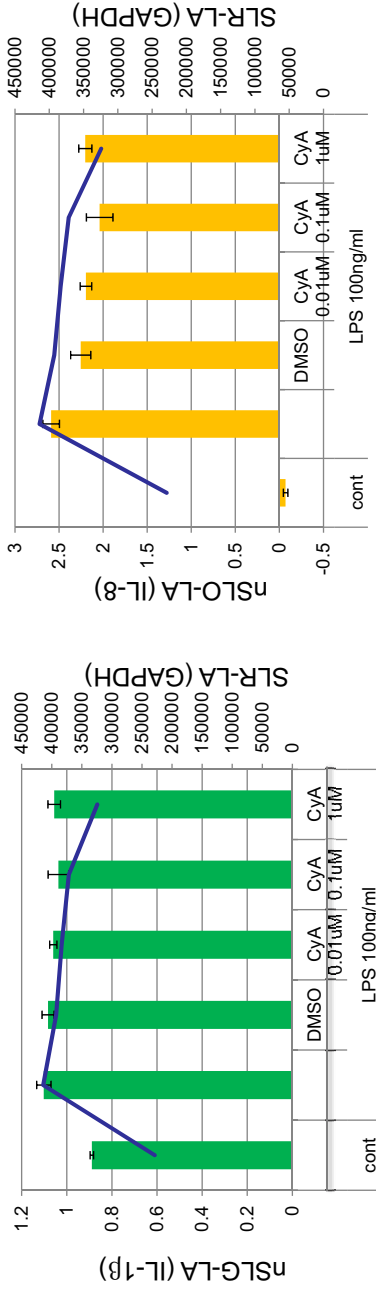 nSLG-LA (IL-1β)
SLR-LA (GAPDH)
1.2
1
0.8
0.6
0.4
0.2
0
450000
400000
350000
300000
250000
200000
150000
100000
50000
0
cont
DMSO
CyA 0.01uM
CyA 0.1uM
CyA 1uM
LPS 100ng/ml
nSLO-LA (IL-8)
SLR-LA (GAPDH)
3
2.5
2
1.5
1
0.5
0
-0.5
450000
400000
350000
300000
250000
200000
150000
100000
50000
0
cont
DMSO
CyA 0.01uM
CyA 0.1uM
CyA 1uM
LPS 100ng/ml